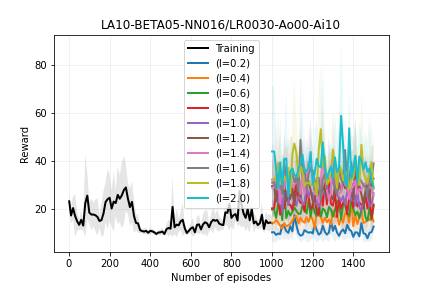 LA10-BETA05-NN016/LR0030-Ao00-Ai10
Reward
80
60
40
20
Training
(l=0.2)
(l=0.4)
(l=0.6)
(l=0.8)
(l=1.0)
(l=1.2)
(l=1.4)
(l=1.6)
(l=1.8)
(l=2.0)
0 200 400 600 800 1000 1200 1400
Number of episodes